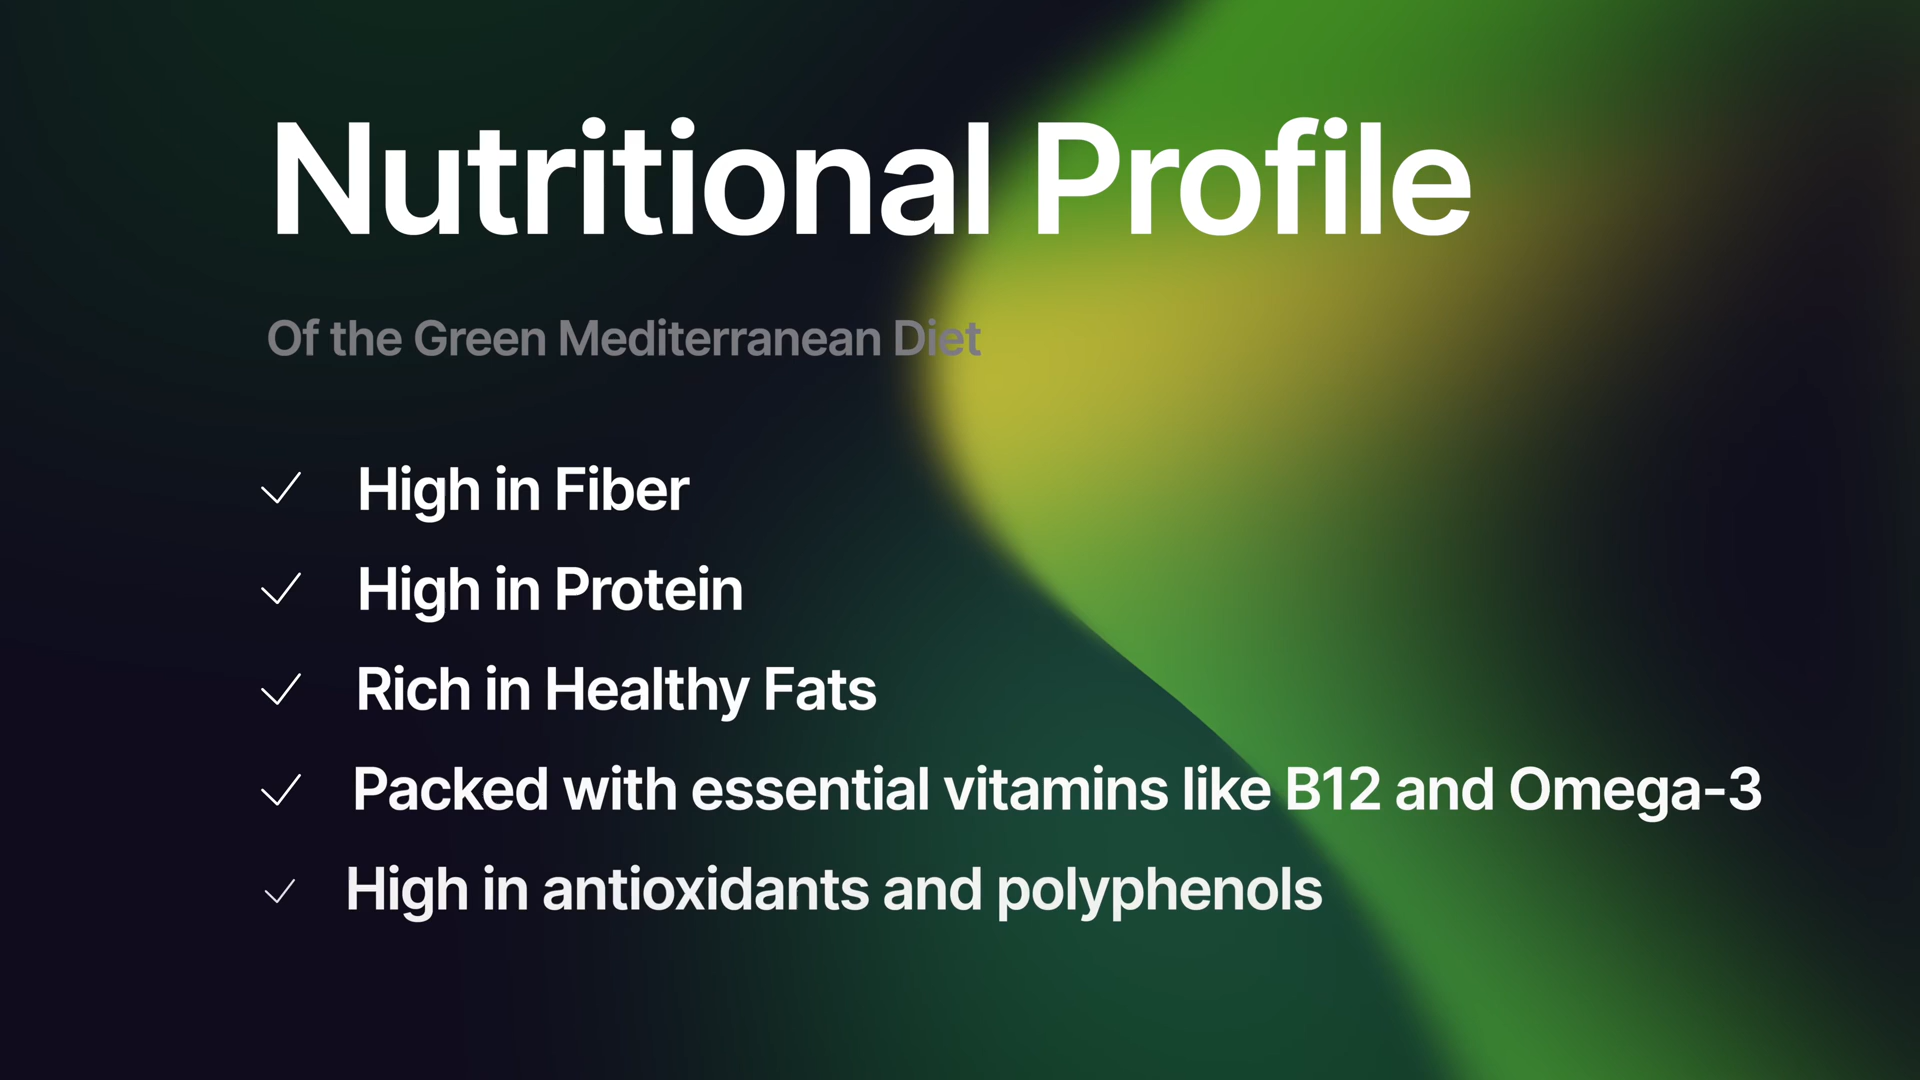 Nutritional Profile
Of the Green Mediterranean Diet
High in Fiber
High in Protein
Rich in Healthy Fats
Packed with essential vitamins like B12 and Omega-3
High in antioxidants and polyphenols